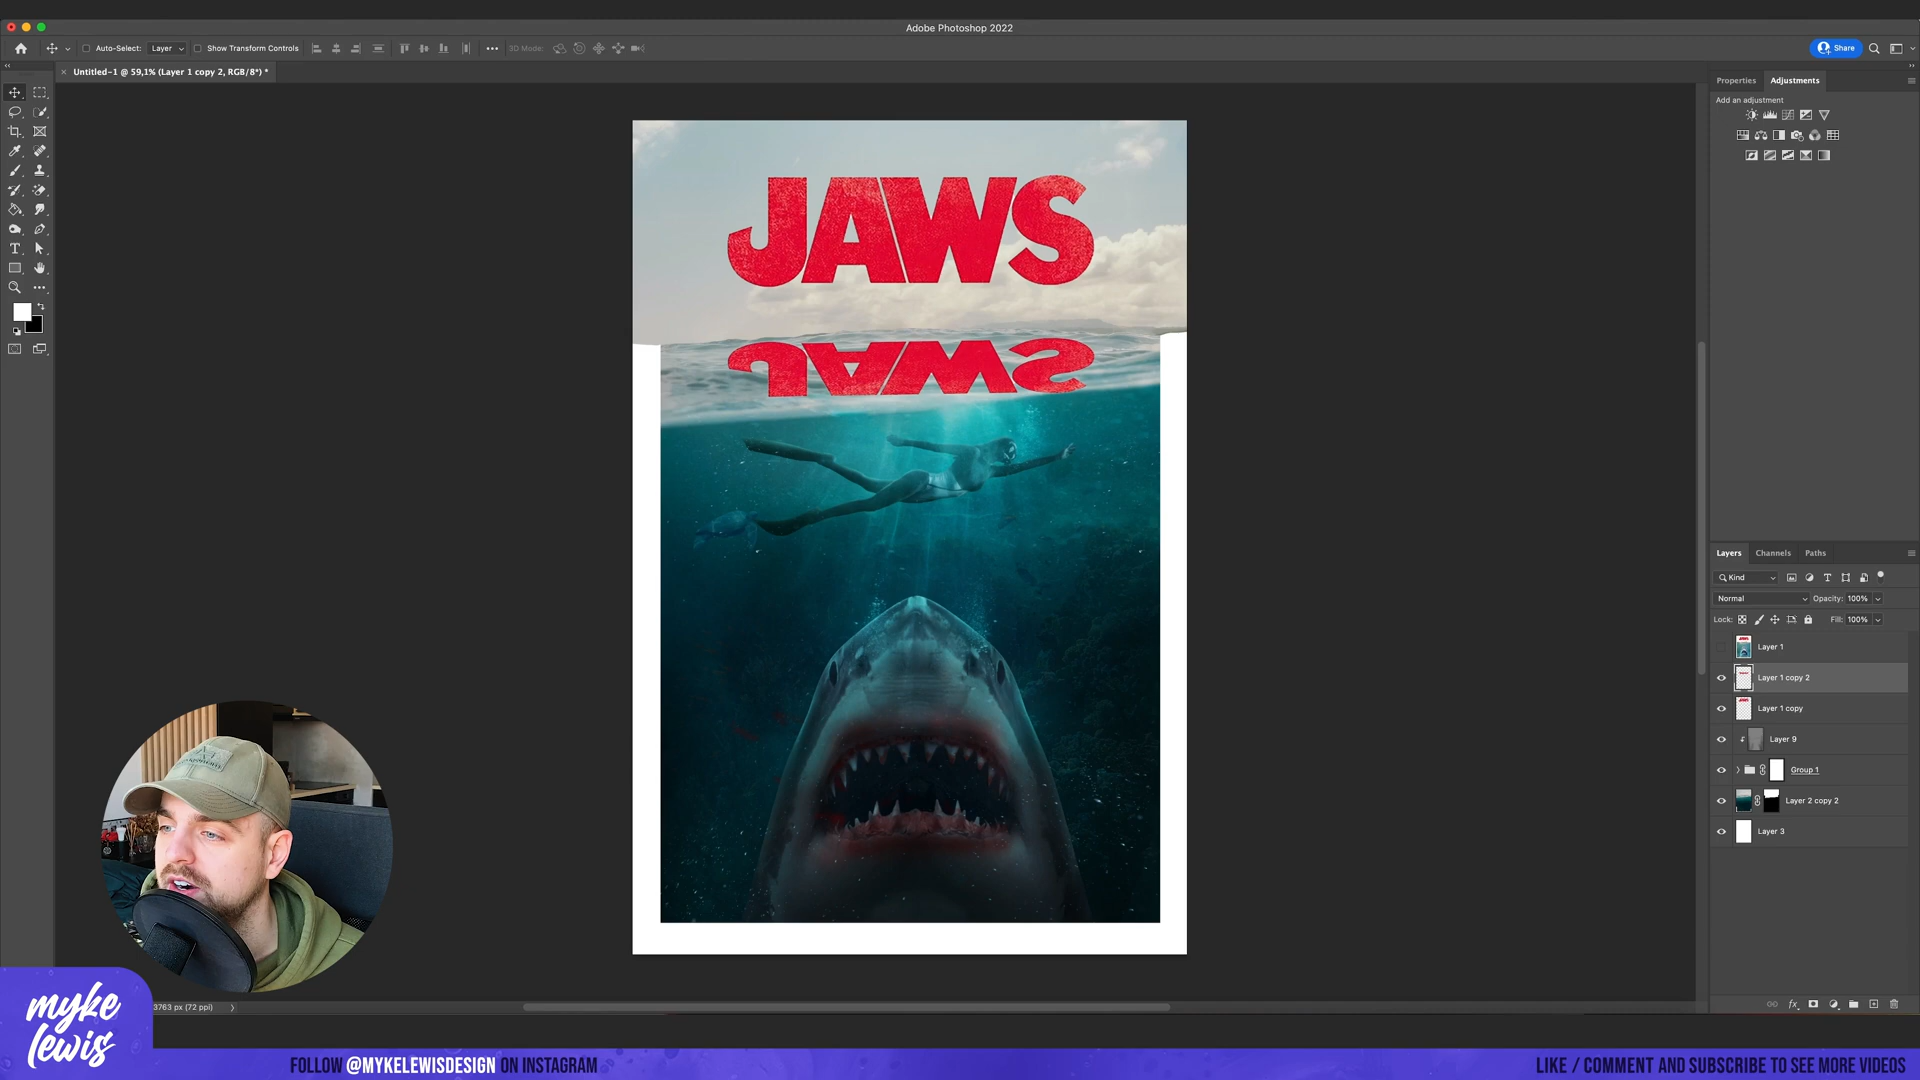 Adobe Photoshop 2022
Auto-Select: Layer Show Transform Controls 3D Mode: Share
Untitled-1 @ 59,1% (Layer 1 copy 2, RGB/8*) *
Properties Adjustments
Add an adjustment
JAWS
JAWS
Layers Channels Paths
Kind
Normal Opacity: 100%
Lock: Fill: 100%
Layer 1
Layer 1 copy 2
Layer 1 copy
Layer 9
Group 1
Layer 2 copy 2
Layer 3
3763 px (72 ppi)
myke
lewis
FOLLOW @MYKELEWISDESIGN ON INSTAGRAM
LIKE / COMMENT AND SUBSCRIBE TO SEE MORE VIDEOS